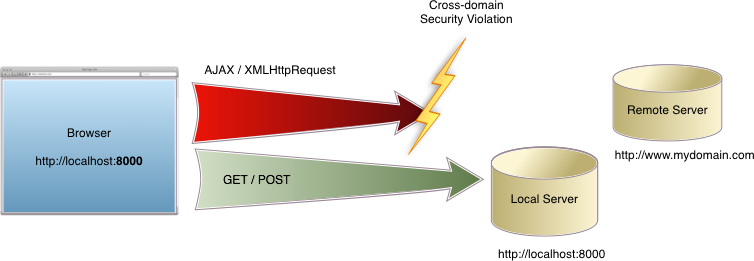 Cross-domain
Security Violation
AJAX / XMLHttpRequest
Browser
http://localhost:8000
GET / POST
Remote Server
http://www.mydomain.com
Local Server
http://localhost:8000